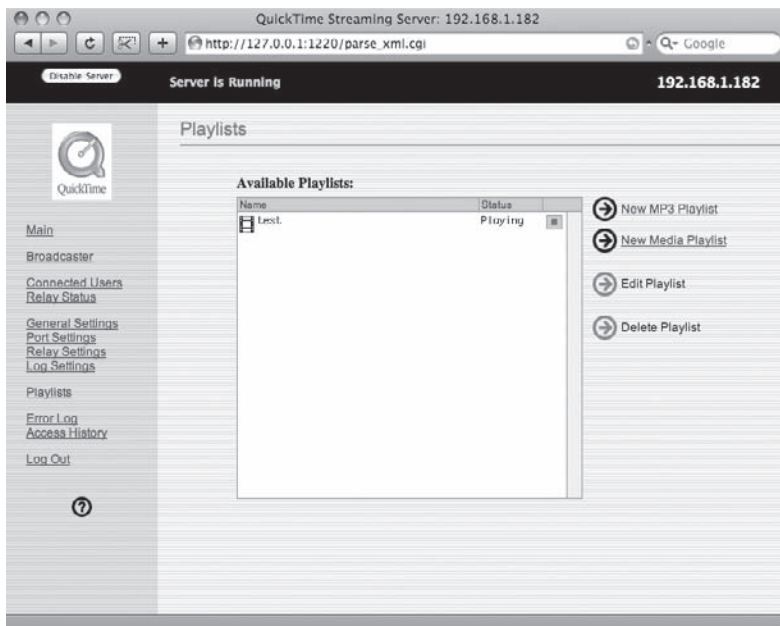 QuickTime Streaming Server: 192.168.1.182
http://127.0.0.1:1220/parse_xml.cgi
Google
Disable Server
Server is Running
192.168.1.182
QuickTime
Playlists
Available Playlists:
Name Status
test Playing
New MP3 Playlist
New Media Playlist
Edit Playlist
Delete Playlist
Main
Broadcaster
Connected Users
Relay Status
General Settings
Port Settings
Relay Settings
Log Settings
Playlists
Error Log
Access History
Log Out
?